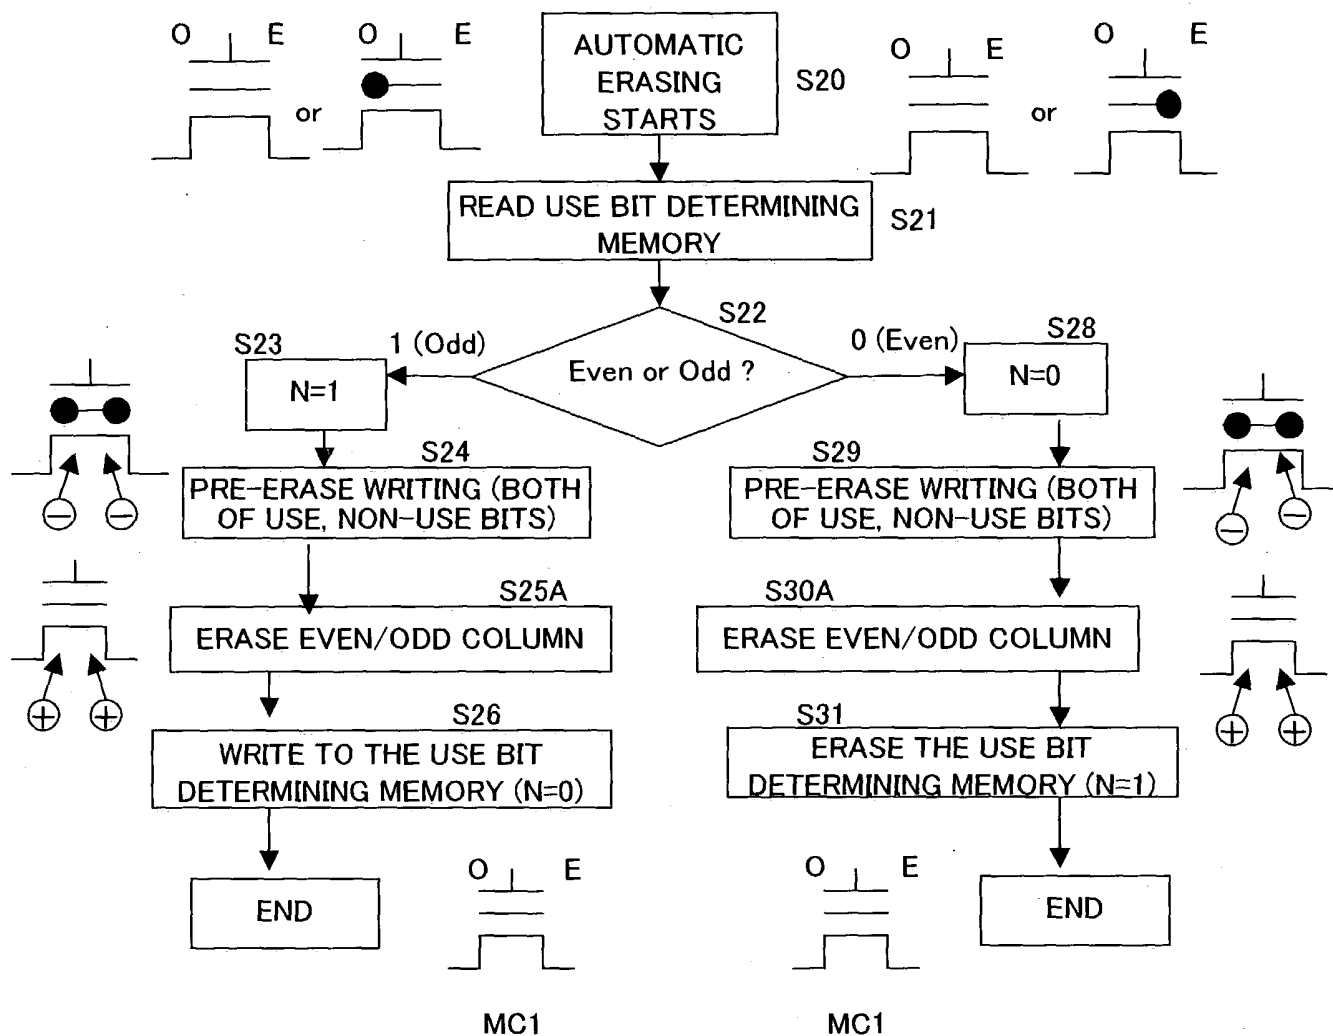 O E
O E
or
AUTOMATIC
ERASING
STARTS
S20
O E
O E
or
READ USE BIT DETERMINING
MEMORY
S21
S22
Even or Odd ?
S23
1 (Odd)
0 (Even)
S28
N=1
N=0
S24
PRE-ERASE WRITING (BOTH
OF USE, NON-USE BITS)
S29
PRE-ERASE WRITING (BOTH
OF USE, NON-USE BITS)
− −
− −
S25A
ERASE EVEN/ODD COLUMN
S30A
ERASE EVEN/ODD COLUMN
+ +
+ +
S26
WRITE TO THE USE BIT
DETERMINING MEMORY (N=0)
S31
ERASE THE USE BIT
DETERMINING MEMORY (N=1)
END
O E
O E
END
MC1
MC1